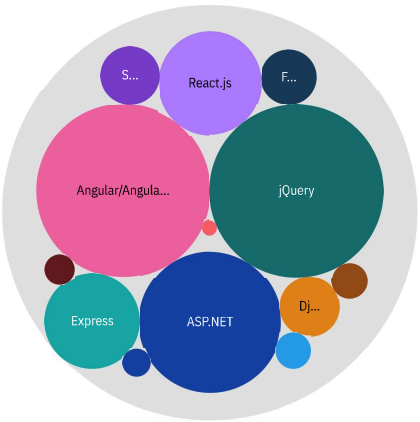 S...
React.js
F...
Angular/Angula...
jQuery
Express
ASP.NET
Dj...